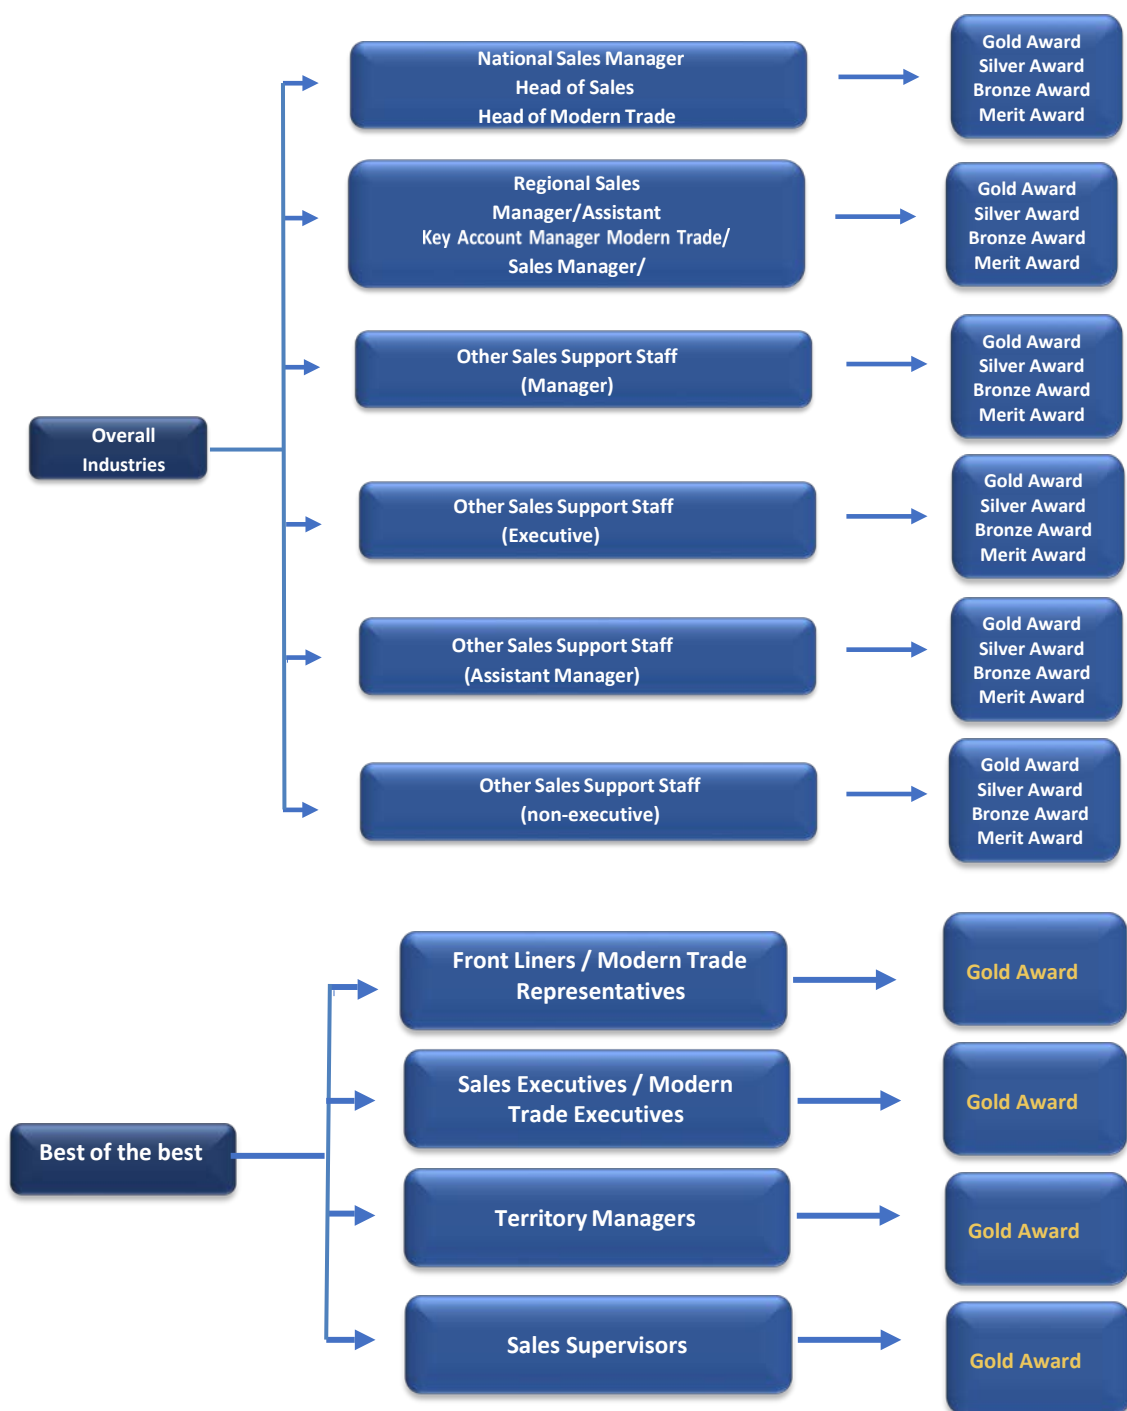 National Sales Manager
Head of Sales
Head of Modern Trade
Gold Award
Silver Award
Bronze Award
Merit Award
Regional Sales
Manager/Assistant
Key Account Manager Modern Trade/
Sales Manager/
Gold Award
Silver Award
Bronze Award
Merit Award
Other Sales Support Staff
(Manager)
Gold Award
Silver Award
Bronze Award
Merit Award
Overall
Industries
Other Sales Support Staff
(Executive)
Gold Award
Silver Award
Bronze Award
Merit Award
Other Sales Support Staff
(Assistant Manager)
Gold Award
Silver Award
Bronze Award
Merit Award
Other Sales Support Staff
(non-executive)
Gold Award
Silver Award
Bronze Award
Merit Award
Front Liners / Modern Trade
Representatives
Gold Award
Sales Executives / Modern
Trade Executives
Gold Award
Best of the best
Territory Managers
Gold Award
Sales Supervisors
Gold Award